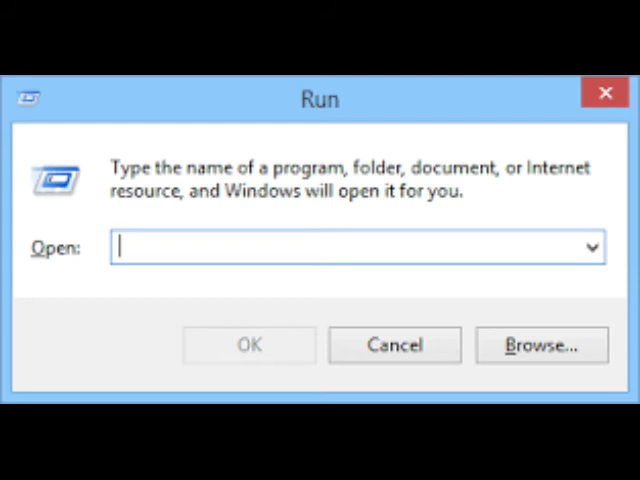 Run
Type the name of a program, folder, document, or Internet
resource, and Windows will open it for you.
Open:
OK
Cancel
Browse...